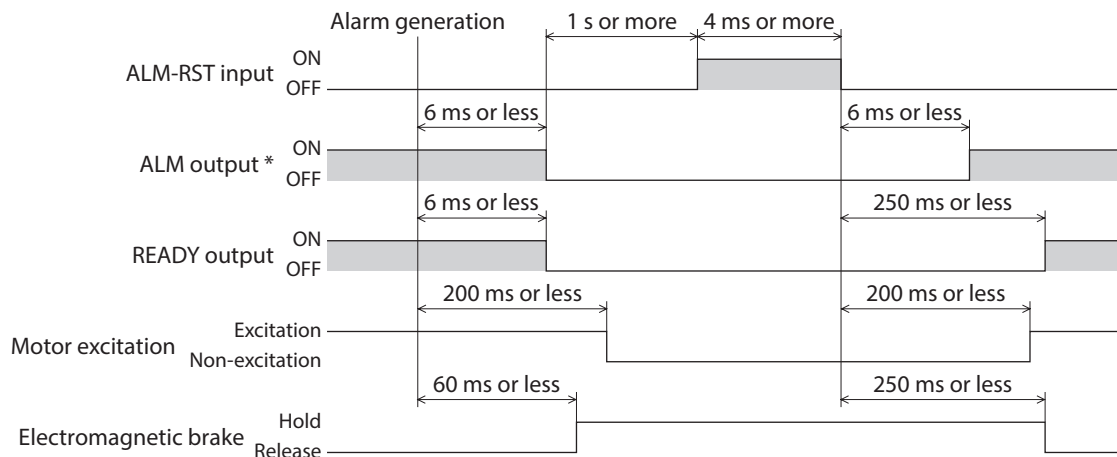 Alarm generation
1 s or more
4 ms or more
ALM-RST input
ON
OFF
6 ms or less
6 ms or less
ALM output *
ON
OFF
6 ms or less
250 ms or less
READY output
ON
OFF
200 ms or less
200 ms or less
Motor excitation
Excitation
Non-excitation
60 ms or less
250 ms or less
Electromagnetic brake
Hold
Release